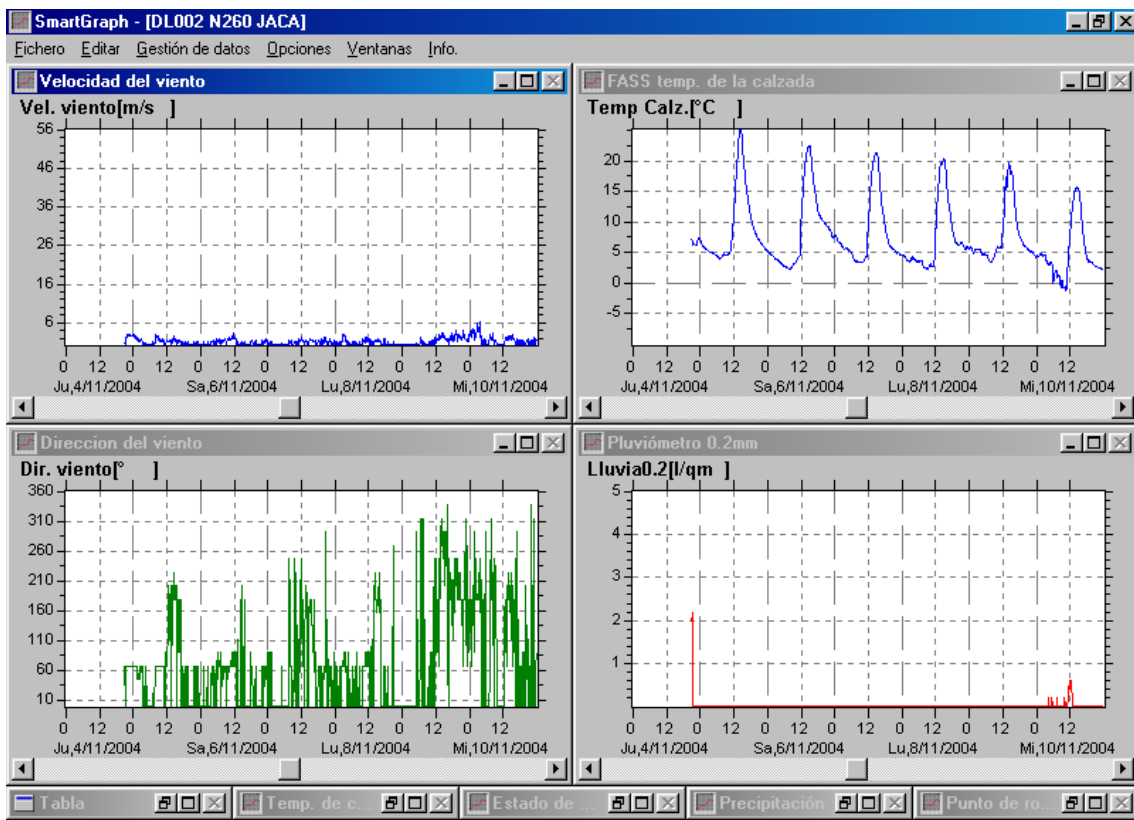 SmartGraph - [DL002 N260 JACA]
Fichero Editar Gestión de datos Opciones Ventanas Info.
Velocidad del viento
Vel. viento[m/s ]
56
46
36
26
16
6
0 12 0 12 0 12 0 12 0 12 0 12 0 12
Ju,4/11/2004 Sa,6/11/2004 Lu,8/11/2004 Mi,10/11/2004
FASS temp. de la calzada
Temp Calz.[°C ]
20
15
10
5
0
-5
0 12 0 12 0 12 0 12 0 12 0 12 0 12
Ju,4/11/2004 Sa,6/11/2004 Lu,8/11/2004 Mi,10/11/2004
Direccion del viento
Dir. viento[° ]
360
310
260
210
160
110
60
10
0 12 0 12 0 12 0 12 0 12 0 12 0 12
Ju,4/11/2004 Sa,6/11/2004 Lu,8/11/2004 Mi,10/11/2004
Pluviómetro 0.2mm
Lluvia0.2[l/qm ]
5
4
3
2
1
0 12 0 12 0 12 0 12 0 12 0 12 0 12
Ju,4/11/2004 Sa,6/11/2004 Lu,8/11/2004 Mi,10/11/2004
Tabla
Temp. de c...
Estado de ...
Precipitación
Punto de ro...